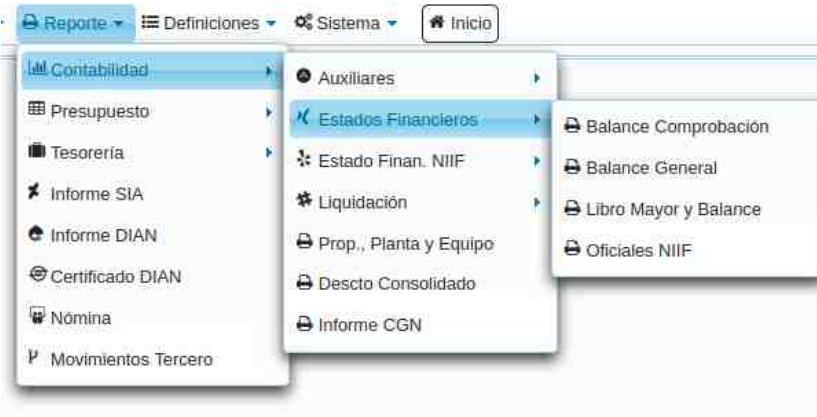 Reporte
Definiciones
Sistema
Inicio
Contabilidad
Presupuesto
Tesorería
Informe SIA
Informe DIAN
Certificado DIAN
Nómina
Movimientos Tercero
Auxiliares
Estados Financieros
Estado Finan. NIIF
Liquidación
Prop., Planta y Equipo
Descto Consolidado
Informe CGN
Balance Comprobación
Balance General
Libro Mayor y Balance
Oficiales NIIF